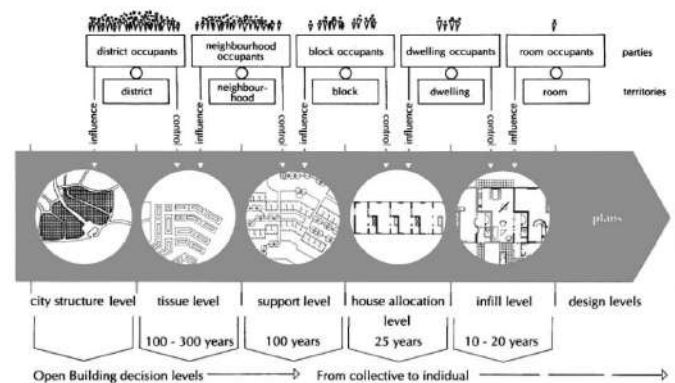 district occupants
neighbourhood
occupants
block occupants
dwelling occupants
room occupants
parties
district
neighbour-
hood
block
dwelling
room
territories
influence
control
influence
control
influence
control
influence
control
influence
plans
city structure level
tissue level
support level
house allocation
level
infill level
design levels
100 - 300 years
100 years
25 years
10 - 20 years
Open Building decision levels
From collective to indidual